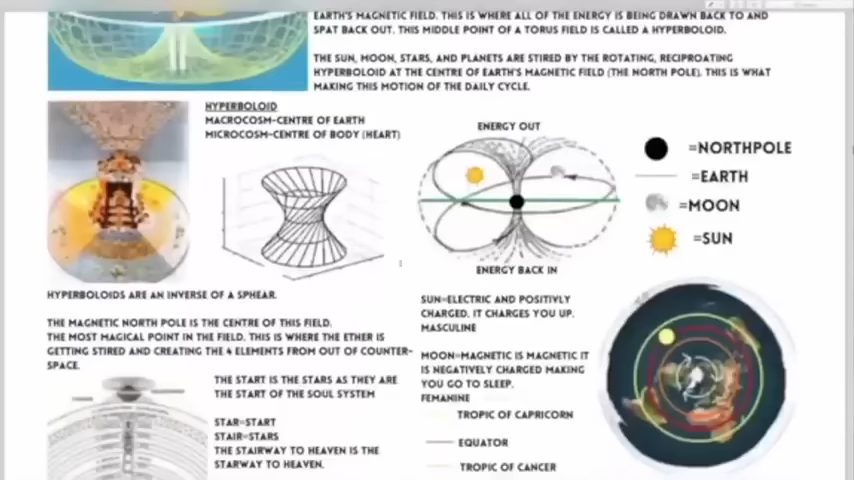 EARTH'S MAGNETIC FIELD. THIS IS WHERE ALL OF THE ENERGY IS BEING DRAWN BACK TO AND
SPAT BACK OUT. THIS MIDDLE POINT OF A TORUS FIELD IS CALLED A HYPERBOLOID.
THE SUN, MOON, STARS, AND PLANETS ARE STIRED BY THE ROTATING, RECIPROATING
HYPERBOLOID AT THE CENTRE OF EARTH'S MAGNETIC FIELD (THE NORTH POLE). THIS IS WHAT
MAKING THIS MOTION OF THE DAILY CYCLE.
HYPERBOLOID
MACROCOSM-CENTRE OF EARTH
MICROCOSM-CENTRE OF BODY (HEART)
ENERGY OUT
=NORTHPOLE
=EARTH
=MOON
=SUN
ENERGY BACK IN
HYPERBOLOIDS ARE AN INVERSE OF A SPHEAR.
THE MAGNETIC NORTH POLE IS THE CENTRE OF THIS FIELD.
THE MOST MAGICAL POINT IN THE FIELD. THIS IS WHERE THE ETHER IS
GETTING STIRED AND CREATING THE 4 ELEMENTS FROM OUT OF COUNTER-
SPACE.
THE START IS THE STARS AS THEY ARE
THE START OF THE SOUL SYSTEM
STAR=START
STAIR=STARS
THE STAIRWAY TO HEAVEN IS THE
STARWAY TO HEAVEN.
SUN=ELECTRIC AND POSITIVLY
CHARGED. IT CHARGES YOU UP.
MASCULINE
MOON=MAGNETIC IS MAGNETIC IT
IS NEGATIVELY CHARGED MAKING
YOU GO TO SLEEP.
FEMANINE
TROPIC OF CAPRICORN
EQUATOR
TROPIC OF CANCER